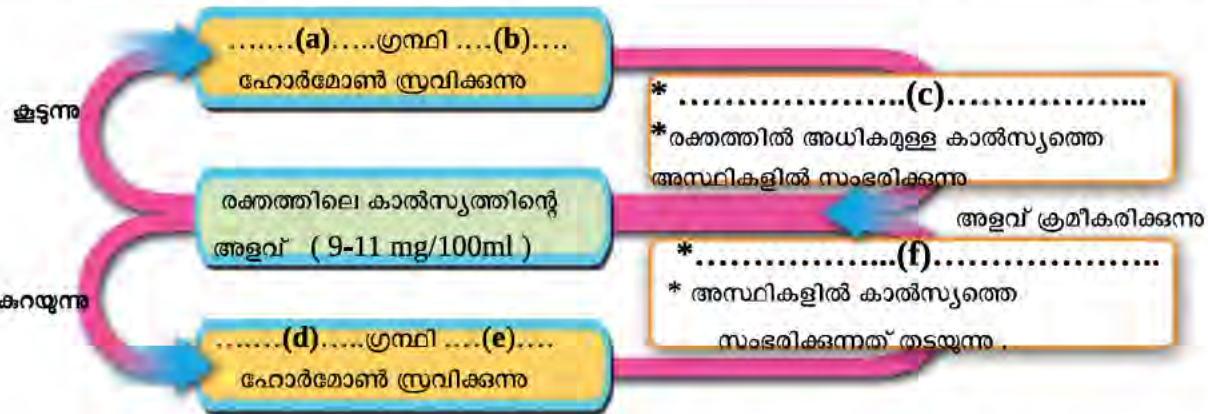 …....…(a)…..ഗ്രന്ഥി ….(b)….
ഹോർമോൺ സ്രവിക്കുന്നു
കൂടുന്നു
* ………………..…(c)……………....
*രക്തത്തിൽ അധികമുള്ള കാൽസ്യത്തെ
അസ്ഥികളിൽ സംഭരിക്കുന്നു
രക്തത്തിലെ കാൽസ്യത്തിന്റെ
അളവ് ( 9-11 mg/100ml )
അളവ് ക്രമീകരിക്കുന്നു
കുറയുന്നു
*……………....(f)…………………..
* അസ്ഥികളിൽ കാൽസ്യത്തെ
സംഭരിക്കുന്നത് തടയുന്നു .
…....…(d)…..ഗ്രന്ഥി ….(e)….
ഹോർമോൺ സ്രവിക്കുന്നു